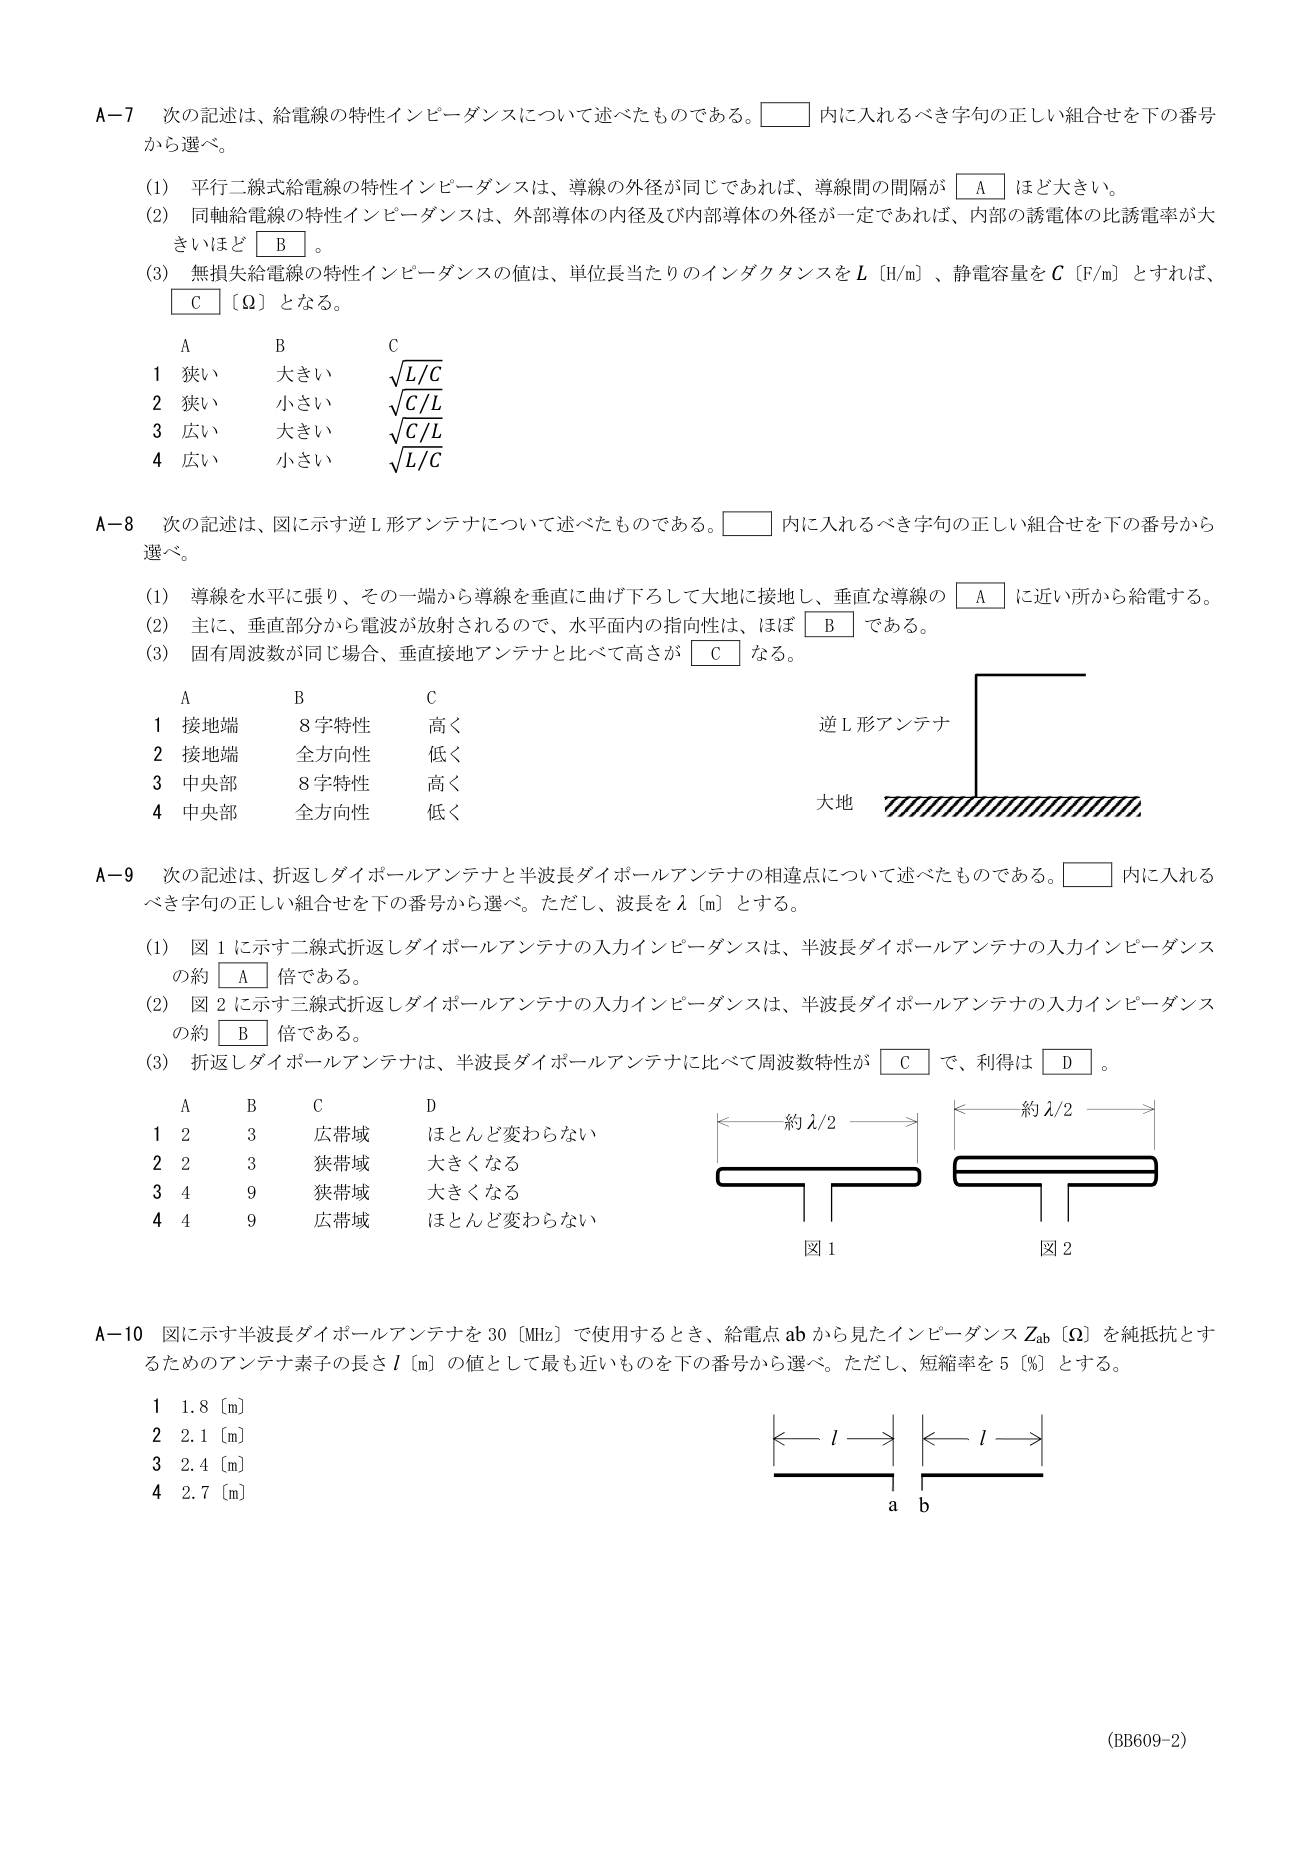 A－7　次の記述は、給電線の特性インピーダンスについて述べたものである。　　内に入れるべき字句の正しい組合せを下の番号
から選べ。
(1)　平行二線式給電線の特性インピーダンスは、導線の外径が同じであれば、導線間の間隔が A ほど大きい。
(2)　同軸給電線の特性インピーダンスは、外部導体の内径及び内部導体の外径が一定であれば、内部の誘電体の比誘電率が大
きいほど B 。
(3)　無損失給電線の特性インピーダンスの値は、単位長当たりのインダクタンスを L〔H/m〕、静電容量を C〔F/m〕とすれば、
C〔Ω〕となる。
A B C
1 狭い 大きい √L/C
2 狭い 小さい √C/L
3 広い 大きい √C/L
4 広い 小さい √L/C
A－8　次の記述は、図に示す逆Ｌ形アンテナについて述べたものである。　　内に入れるべき字句の正しい組合せを下の番号から
選べ。
(1)　導線を水平に張り、その一端から導線を垂直に曲げ下ろして大地に接地し、垂直な導線の A に近い所から給電する。
(2)　主に、垂直部分から電波が放射されるので、水平面内の指向性は、ほぼ B である。
(3)　固有周波数が同じ場合、垂直接地アンテナと比べて高さが C なる。
A B C
1 接地端 ８字特性 高く
2 接地端 全方向性 低く
3 中央部 ８字特性 高く
4 中央部 全方向性 低く
逆Ｌ形アンテナ
大地
A－9　次の記述は、折返しダイポールアンテナと半波長ダイポールアンテナの相違点について述べたものである。　　内に入れる
べき字句の正しい組合せを下の番号から選べ。ただし、波長を λ〔m〕とする。
(1)　図 1 に示す二線式折返しダイポールアンテナの入力インピーダンスは、半波長ダイポールアンテナの入力インピーダンス
の約 A 倍である。
(2)　図 2 に示す三線式折返しダイポールアンテナの入力インピーダンスは、半波長ダイポールアンテナの入力インピーダンス
の約 B 倍である。
(3)　折返しダイポールアンテナは、半波長ダイポールアンテナに比べて周波数特性が C で、利得は D 。
A B C D
1 2 3 広帯域 ほとんど変わらない
2 2 3 狭帯域 大きくなる
3 4 9 狭帯域 大きくなる
4 4 9 広帯域 ほとんど変わらない
約 λ/2 約 λ/2
図 1 図 2
A－10　図に示す半波長ダイポールアンテナを 30〔MHz〕で使用するとき、給電点 ab から見たインピーダンス Zab〔Ω〕を純抵抗とす
るためのアンテナ素子の長さ l〔m〕の値として最も近いものを下の番号から選べ。ただし、短縮率を 5〔%〕とする。
1 1.8〔m〕
2 2.1〔m〕
3 2.4〔m〕
4 2.7〔m〕
l l
a b
(BB609-2)